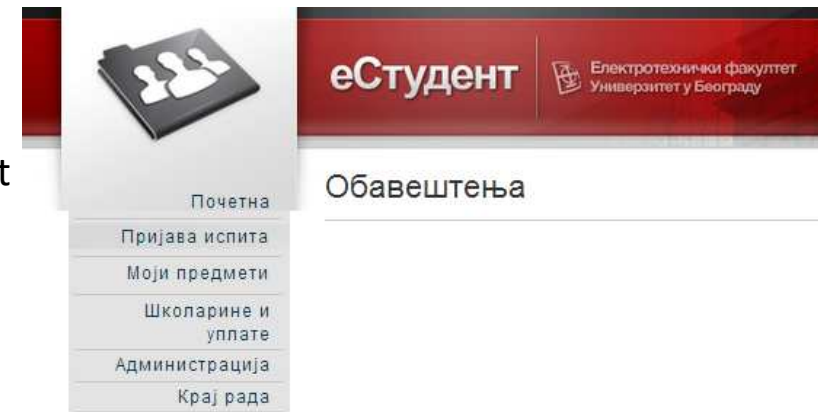 еСтудент
Електротехнички факултет
Универзитет у Београду
t
Обавештења
Почетна
Пријава испита
Моји предмети
Школарине и
уплате
Администрација
Крај рада